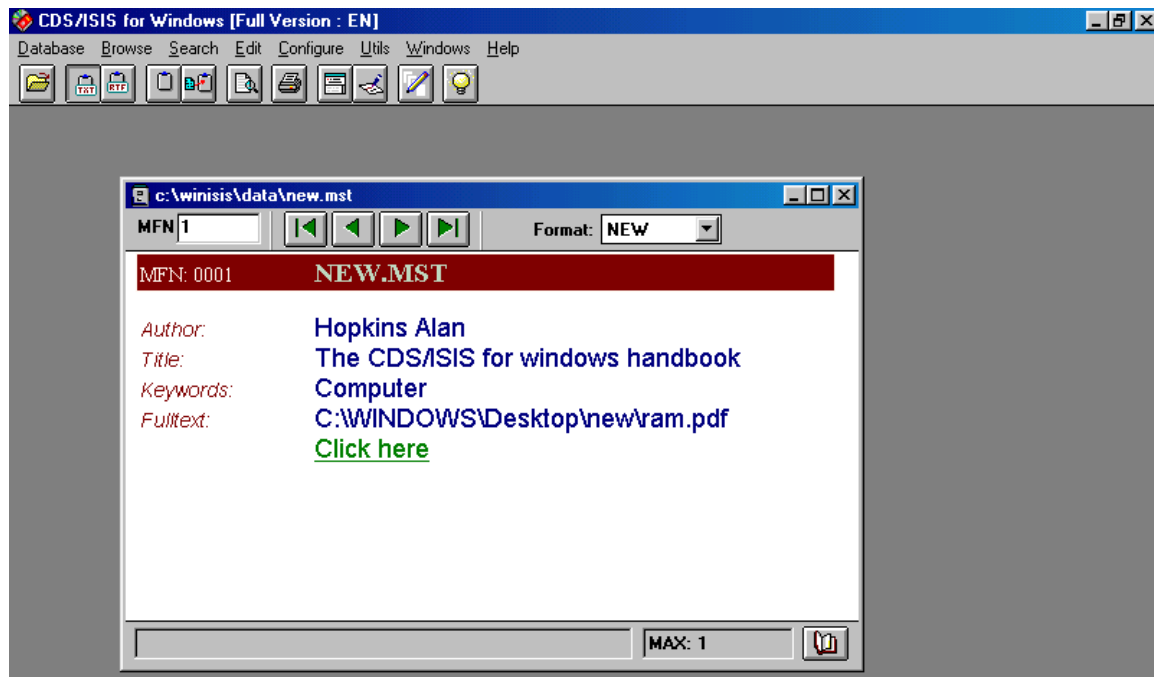 CDS/ISIS for Windows [Full Version : EN]
Database Browse Search Edit Configure Utils Windows Help
TXT RTF
c:\winisis\data\new.mst
MFN 1 Format: NEW
MFN: 0001 NEW.MST
Author: Hopkins Alan
Title: The CDS/ISIS for windows handbook
Keywords: Computer
Fulltext: C:\WINDOWS\Desktop\new\ram.pdf
Click here
MAX: 1